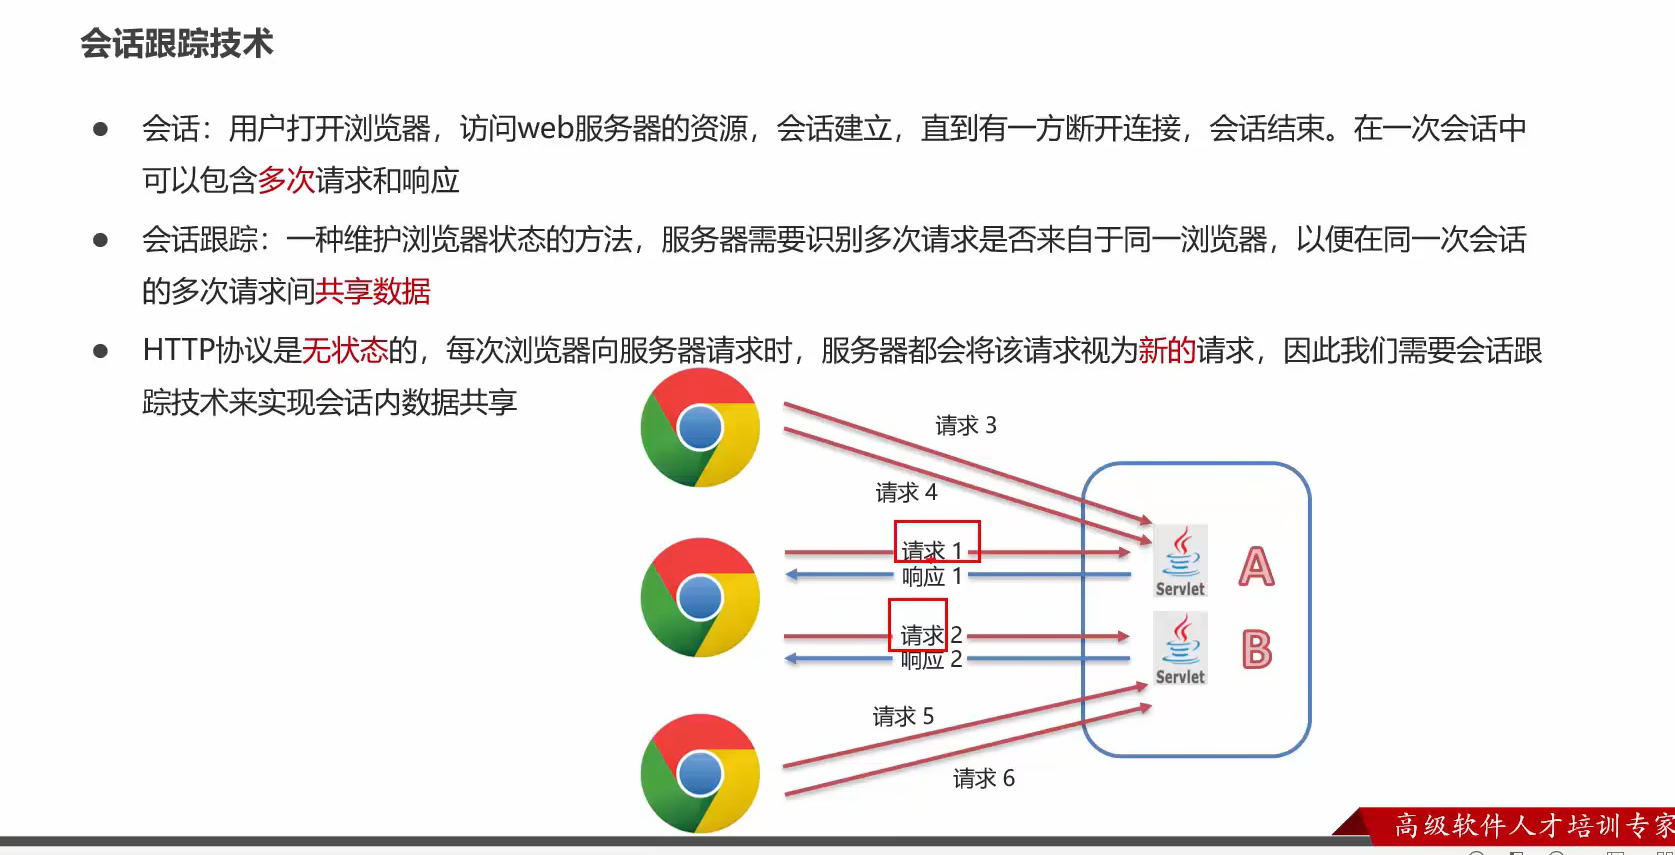 会话跟踪技术
会话：用户打开浏览器，访问web服务器的资源，会话建立，直到有一方断开连接，会话结束。在一次会话中
可以包含多次请求和响应
会话跟踪：一种维护浏览器状态的方法，服务器需要识别多次请求是否来自于同一浏览器，以便在同一次会话
的多次请求间共享数据
HTTP协议是无状态的，每次浏览器向服务器请求时，服务器都会将该请求视为新的请求，因此我们需要会话跟
踪技术来实现会话内数据共享
请求 3
请求 4
请求 1
响应 1
Servlet
A
请求 2
响应 2
Servlet
B
请求 5
请求 6
高级软件人才培训专家